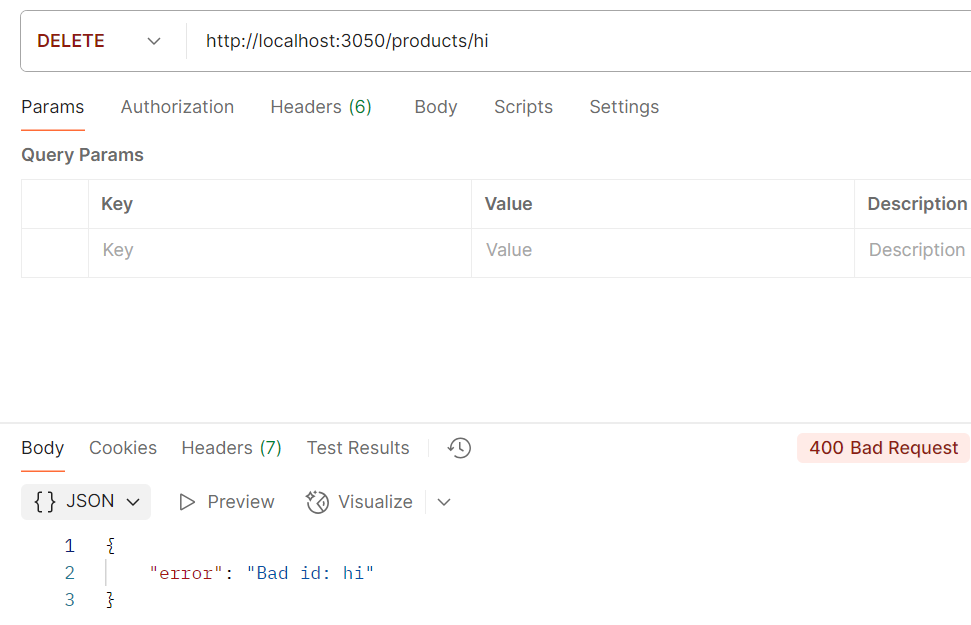 DELETE http://localhost:3050/products/hi
Params Authorization Headers (6) Body Scripts Settings
Query Params
Key Value Description
Key Value Description
Body Cookies Headers (7) Test Results 400 Bad Request
{} JSON Preview Visualize
1 {
2 "error": "Bad id: hi"
3 }